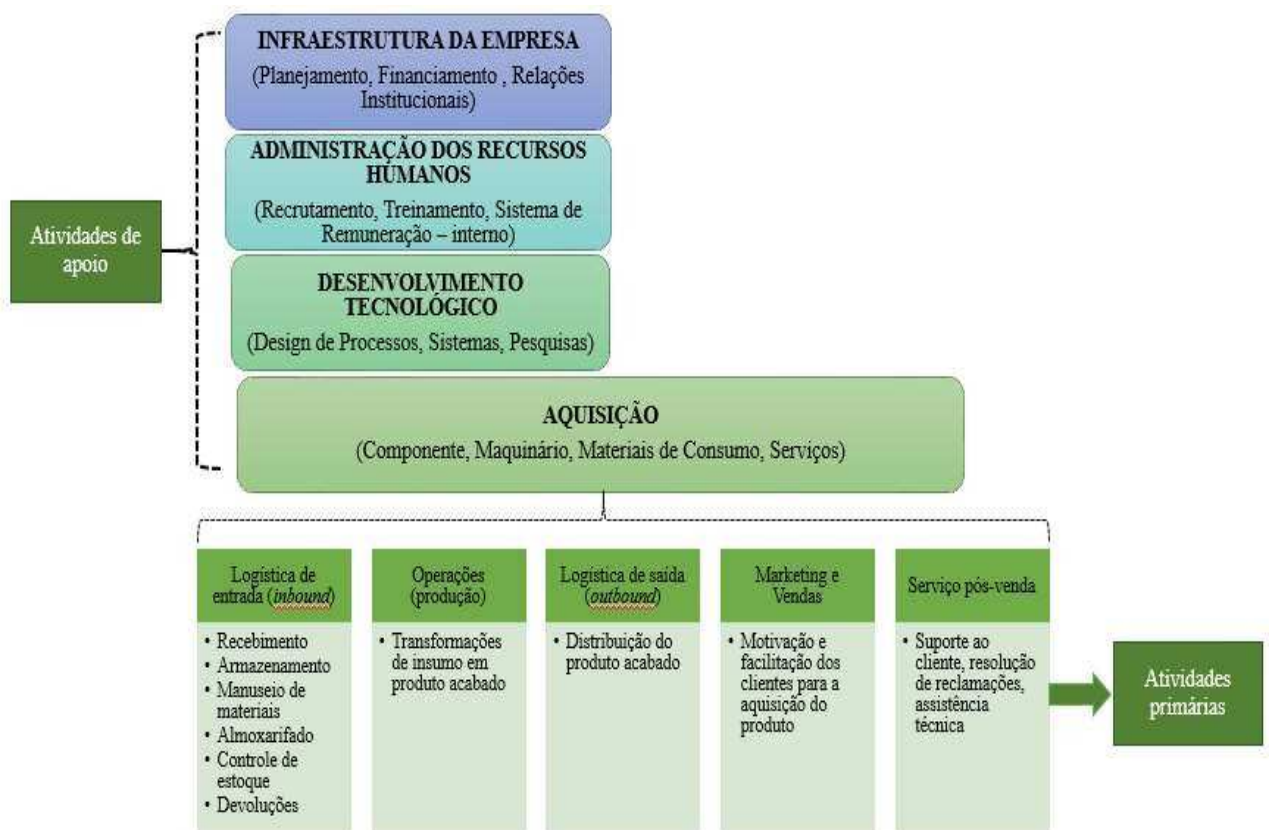 INFRAESTRUTURA DA EMPRESA
(Planejamento, Financiamento , Relações
Institucionais)
ADMINISTRAÇÃO DOS RECURSOS
HUMANOS
(Recrutamento, Treinamento, Sistema de
Remuneração – interno)
Atividades de
apoio
DESENVOLVIMENTO
TECNOLÓGICO
(Design de Processos, Sistemas, Pesquisas)
AQUISIÇÃO
(Componente, Maquinário, Materiais de Consumo, Serviços)
Logística de
entrada (inbound)
• Recebimento
• Armazenamento
• Manuseio de
materiais
• Almoxarifado
• Controle de
estoque
• Devoluções
Operações
(produção)
• Transformações
de insumo em
produto acabado
Logística de saída
(outbound)
• Distribuição do
produto acabado
Marketing e
Vendas
• Motivação e
facilitação dos
clientes para a
aquisição do
produto
Serviço pós-venda
• Suporte ao
cliente, resolução
de reclamações,
assistência
técnica
Atividades
primárias